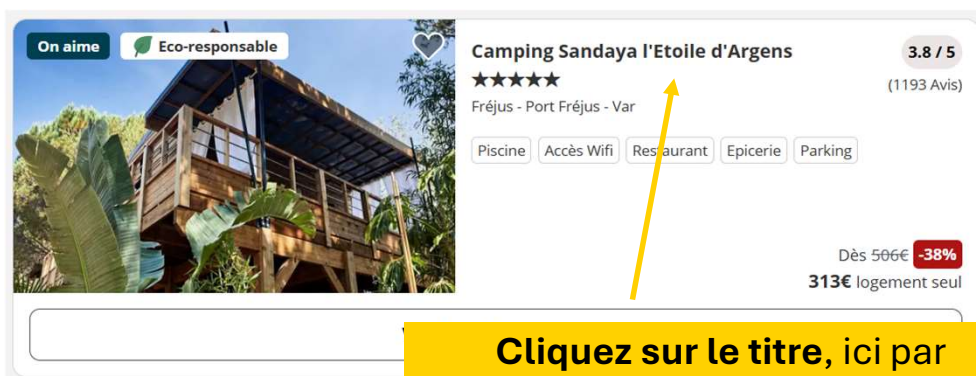 On aime
Eco-responsable
Camping Sandaya l'Etoile d'Argens
3.8 / 5
★★★★★
(1193 Avis)
Fréjus - Port Fréjus - Var
Piscine Accès Wifi Restaurant Epicerie Parking
Dès 506€ -38%
313€ logement seul
Cliquez sur le titre, ici par